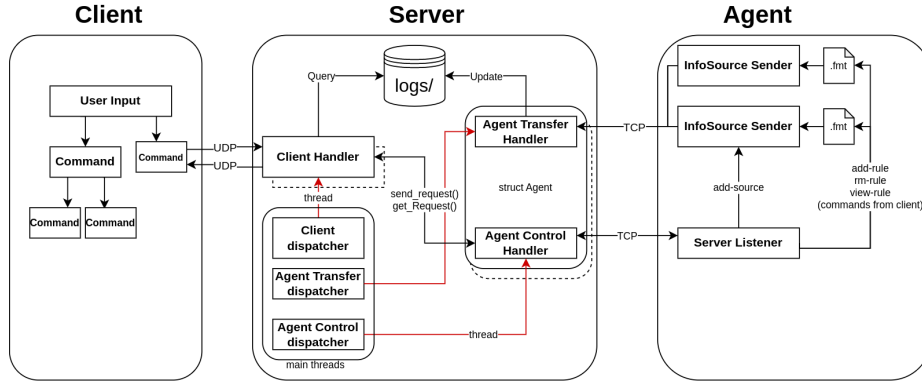 Client
Server
Agent
User Input
Command
Command
Command
Command
UDP
UDP
Query
logs/
Update
Client Handler
thread
Client
dispatcher
Agent Transfer
dispatcher
Agent Control
dispatcher
main threads
send_request()
get_Request()
Agent Transfer
Handler
struct Agent
Agent Control
Handler
thread
TCP
TCP
InfoSource Sender
.fmt
InfoSource Sender
.fmt
add-source
add-rule
rm-rule
view-rule
(commands from client)
Server Listener